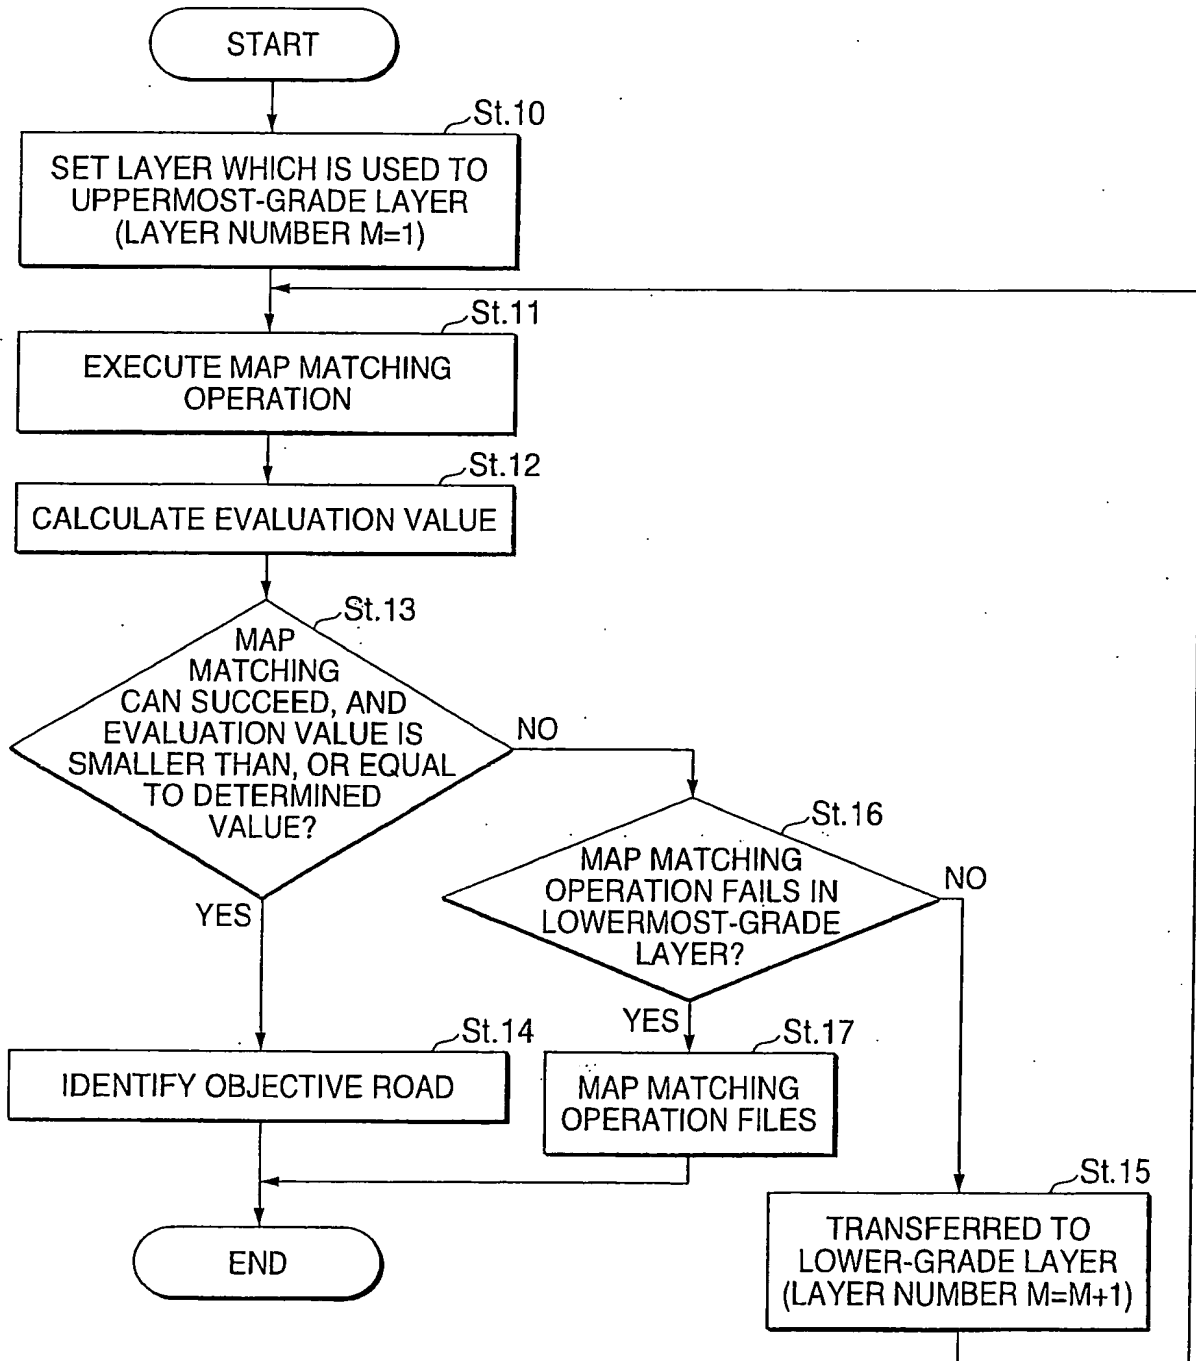 START
St.10
SET LAYER WHICH IS USED TO
UPPERMOST-GRADE LAYER
(LAYER NUMBER M=1)
St.11
EXECUTE MAP MATCHING
OPERATION
St.12
CALCULATE EVALUATION VALUE
St.13
MAP
MATCHING
CAN SUCCEED, AND
EVALUATION VALUE IS
SMALLER THAN, OR EQUAL
TO DETERMINED
VALUE?
NO
YES
St.16
MAP MATCHING
OPERATION FAILS IN
LOWERMOST-GRADE
LAYER?
NO
YES
St.14
IDENTIFY OBJECTIVE ROAD
St.17
MAP MATCHING
OPERATION FILES
St.15
TRANSFERRED TO
LOWER-GRADE LAYER
(LAYER NUMBER M=M+1)
END